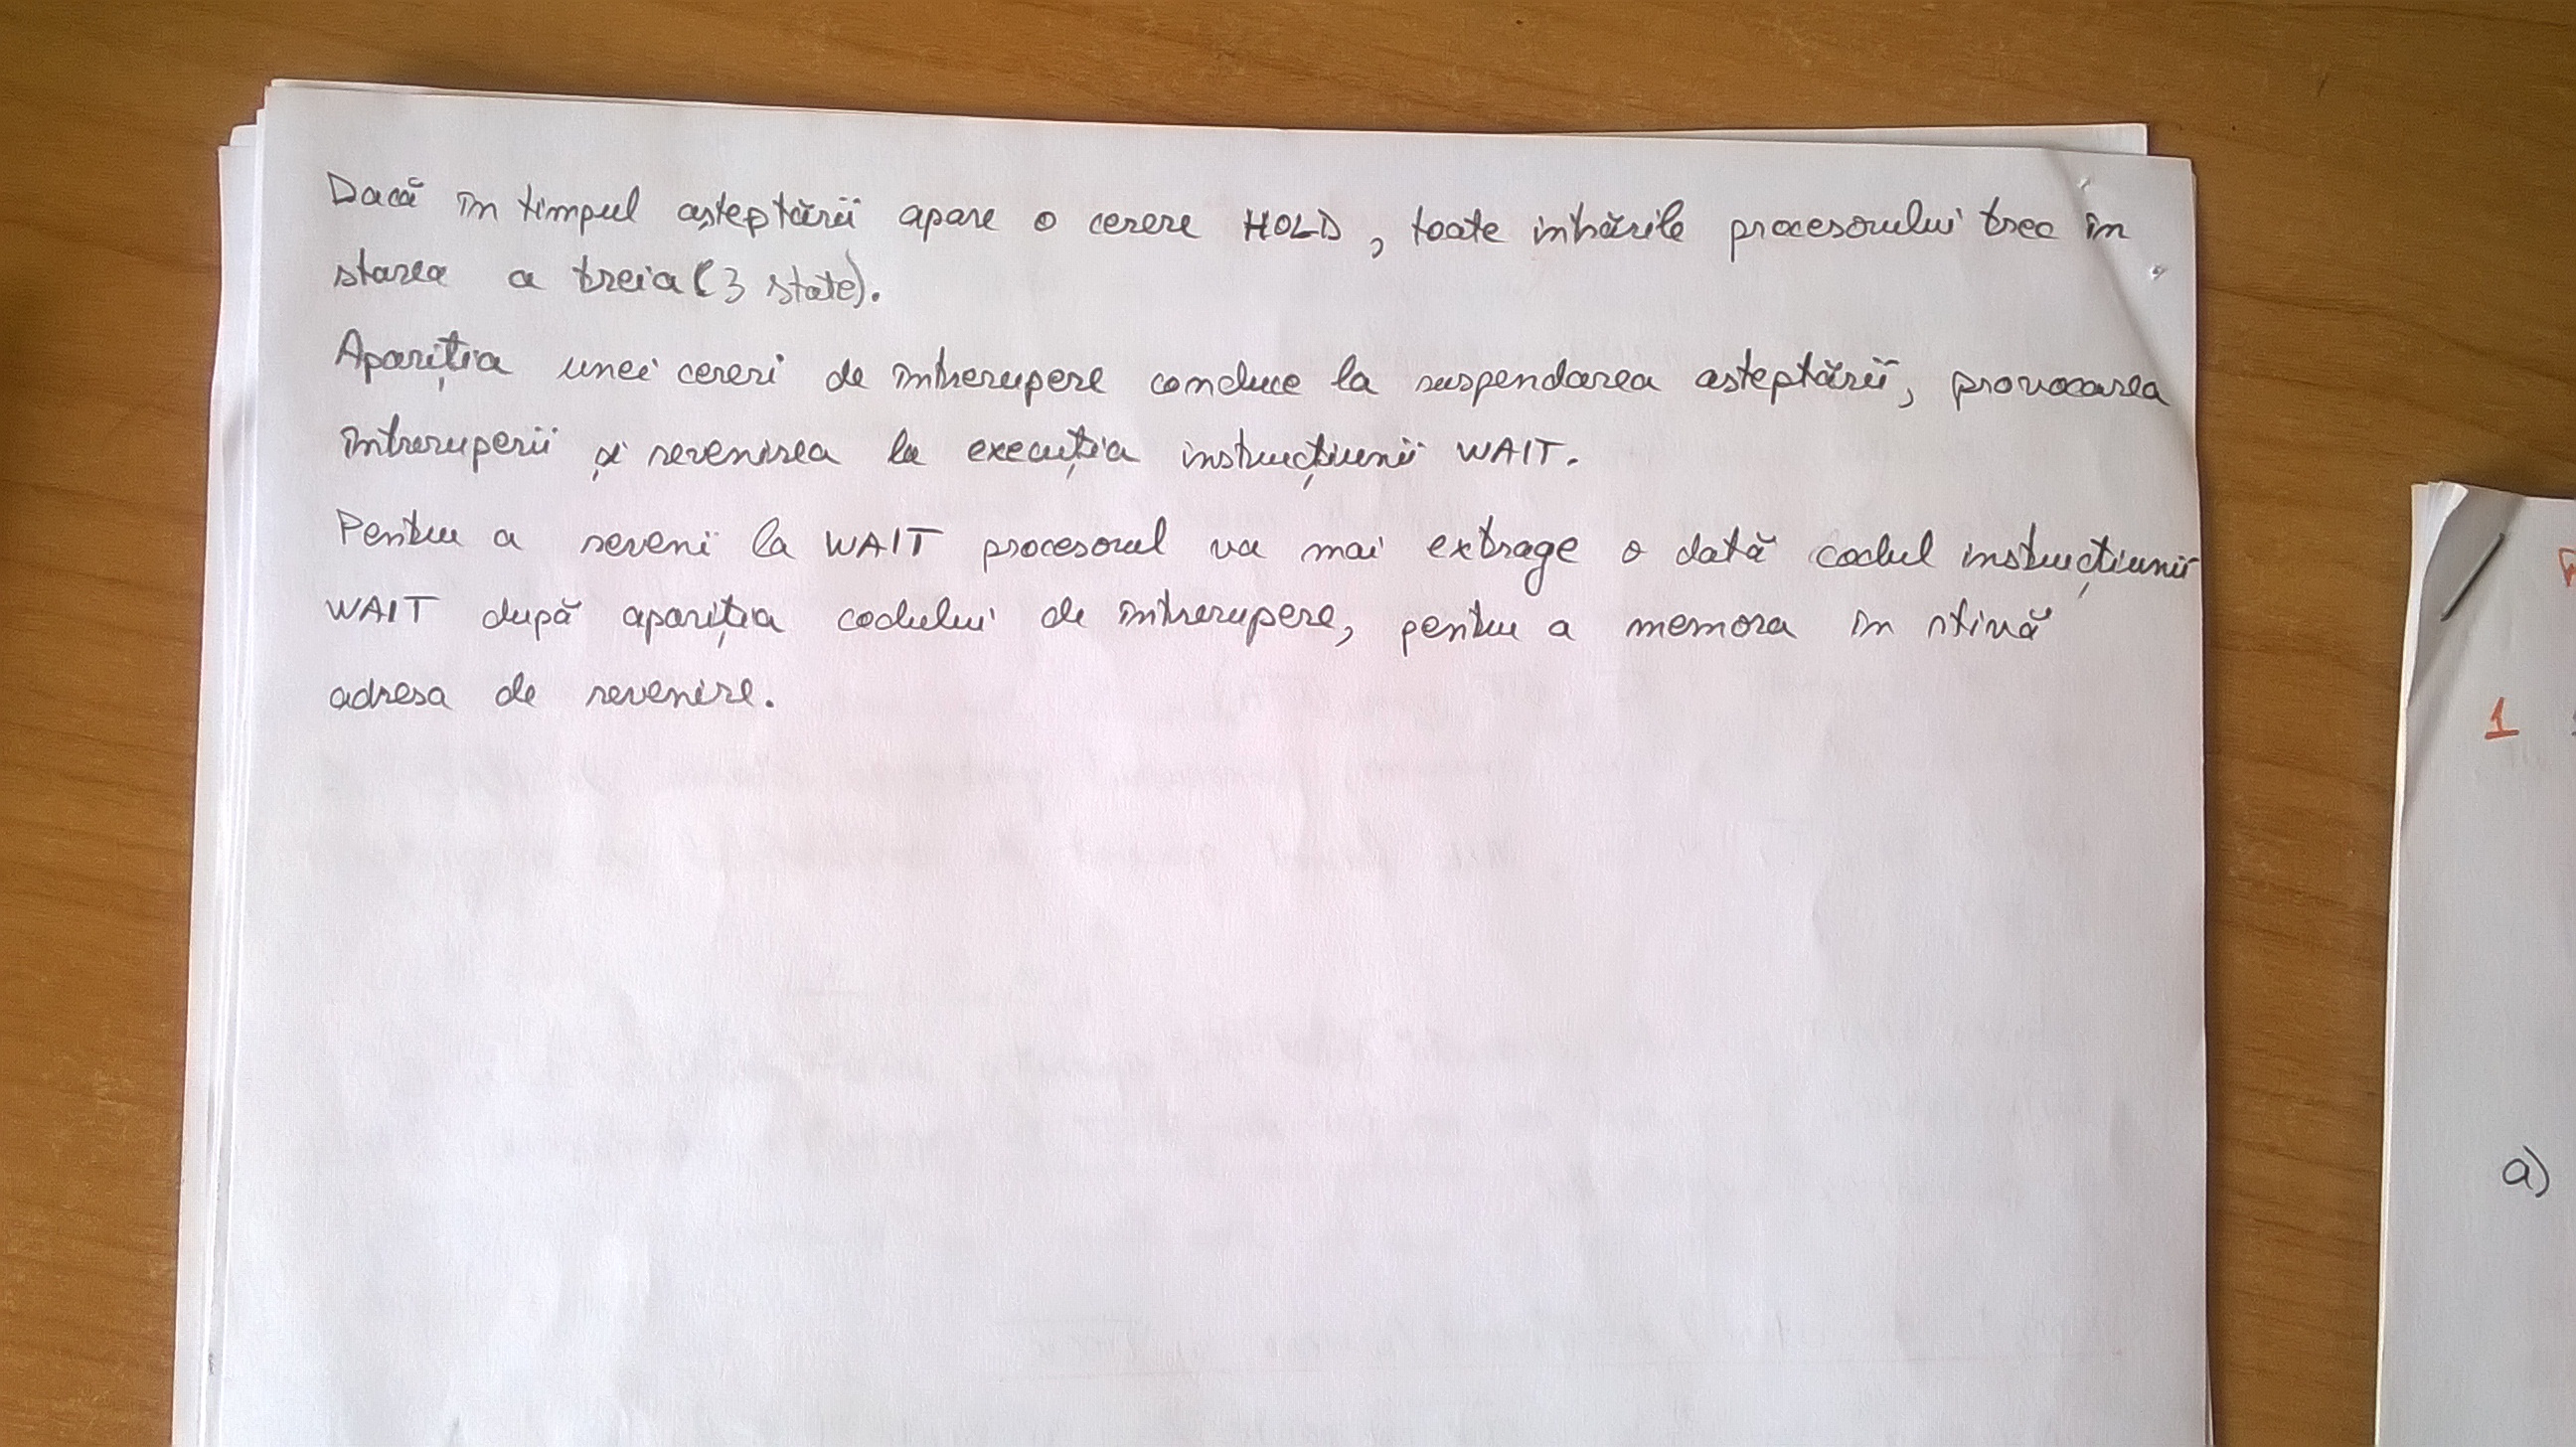 Dacă în timpul așteptării apare o cerere HOLD, toate intrările procesorului trec în
starea a treia (3 state).
Apariția unei cereri de întrerupere conduce la suspendarea așteptării, provocarea
întreruperii și revenirea la execuția instrucțiunii WAIT.
Pentru a reveni la WAIT procesorul va mai extrage o dată codul instrucțiunii
WAIT după apariția codului de întrerupere, pentru a memora în stivă
adresa de revenire.
1
a)